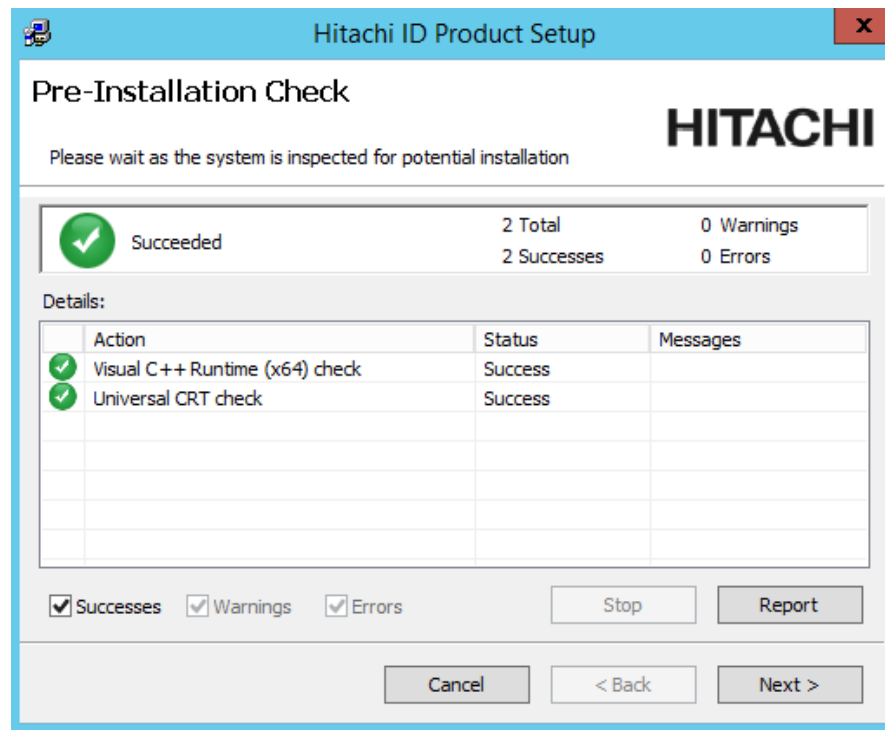 Hitachi ID Product Setup
x
Pre-Installation Check
HITACHI
Please wait as the system is inspected for potential installation
Succeeded
2 Total
0 Warnings
2 Successes
0 Errors
Details:
Action Status Messages
Visual C++ Runtime (x64) check Success
Universal CRT check Success
Successes Warnings Errors Stop Report
Cancel < Back Next >